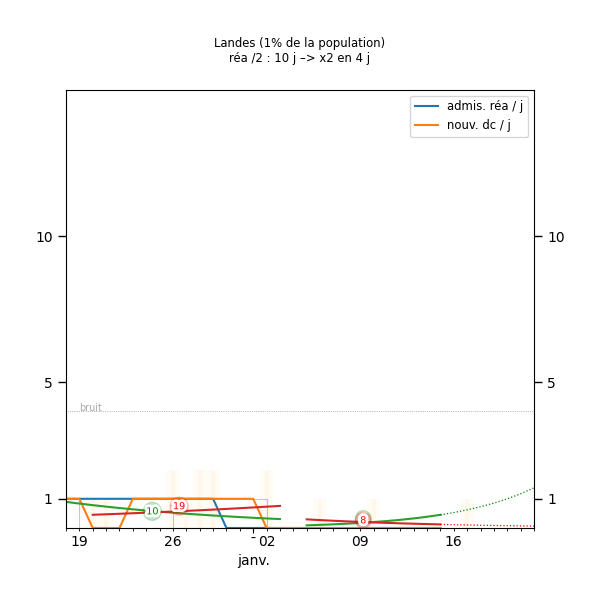 Landes (1% de la population)
réa /2 : 10 j –> x2 en 4 j
admis. réa / j
nouv. dc / j
10 10
5 5
bruit
1 1
10 19 8
19 26 - 02 09 16
janv.